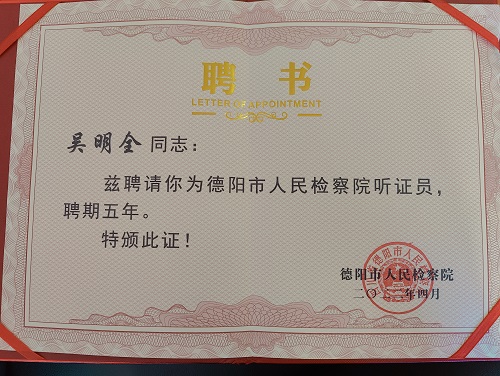 聘书
LETTER OF APPOINTMENT
吴明全 同志：
兹聘请你为德阳市人民检察院听证员，
聘期五年。
特颁此证！
德阳市人民检察院
年四月